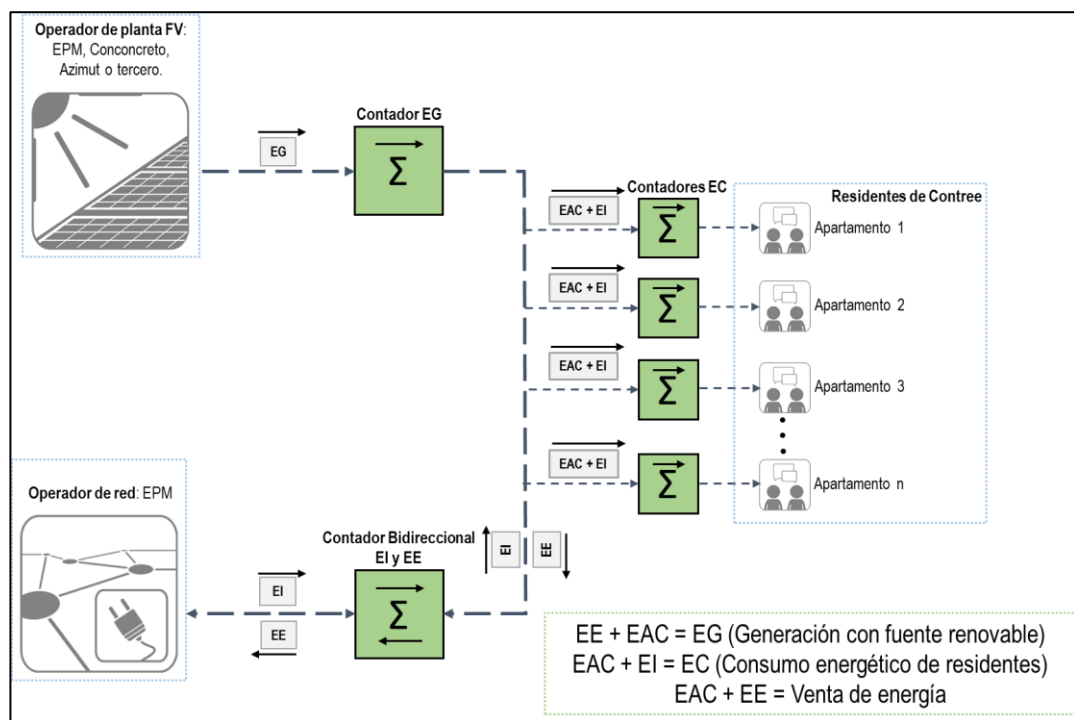 Operador de planta FV:
EPM, Conconcreto,
Azimut o tercero.
EG
Contador EG
Σ
Contadores EC
Residentes de Contree
EAC + EI
Σ
Apartamento 1
EAC + EI
Σ
Apartamento 2
EAC + EI
Σ
Apartamento 3
EAC + EI
Σ
Apartamento n
Operador de red: EPM
EI
EE
Contador Bidireccional
EI y EE
Σ
EI
EE
EE + EAC = EG (Generación con fuente renovable)
EAC + EI = EC (Consumo energético de residentes)
EAC + EE = Venta de energía